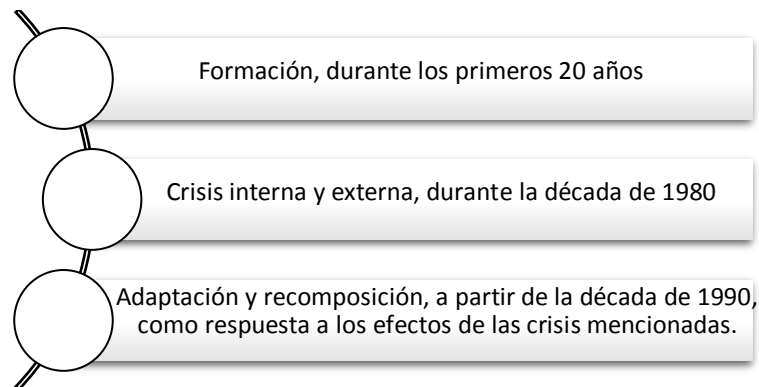 Formación, durante los primeros 20 años
Crisis interna y externa, durante la década de 1980
Adaptación y recomposición, a partir de la década de 1990,
como respuesta a los efectos de las crisis mencionadas.